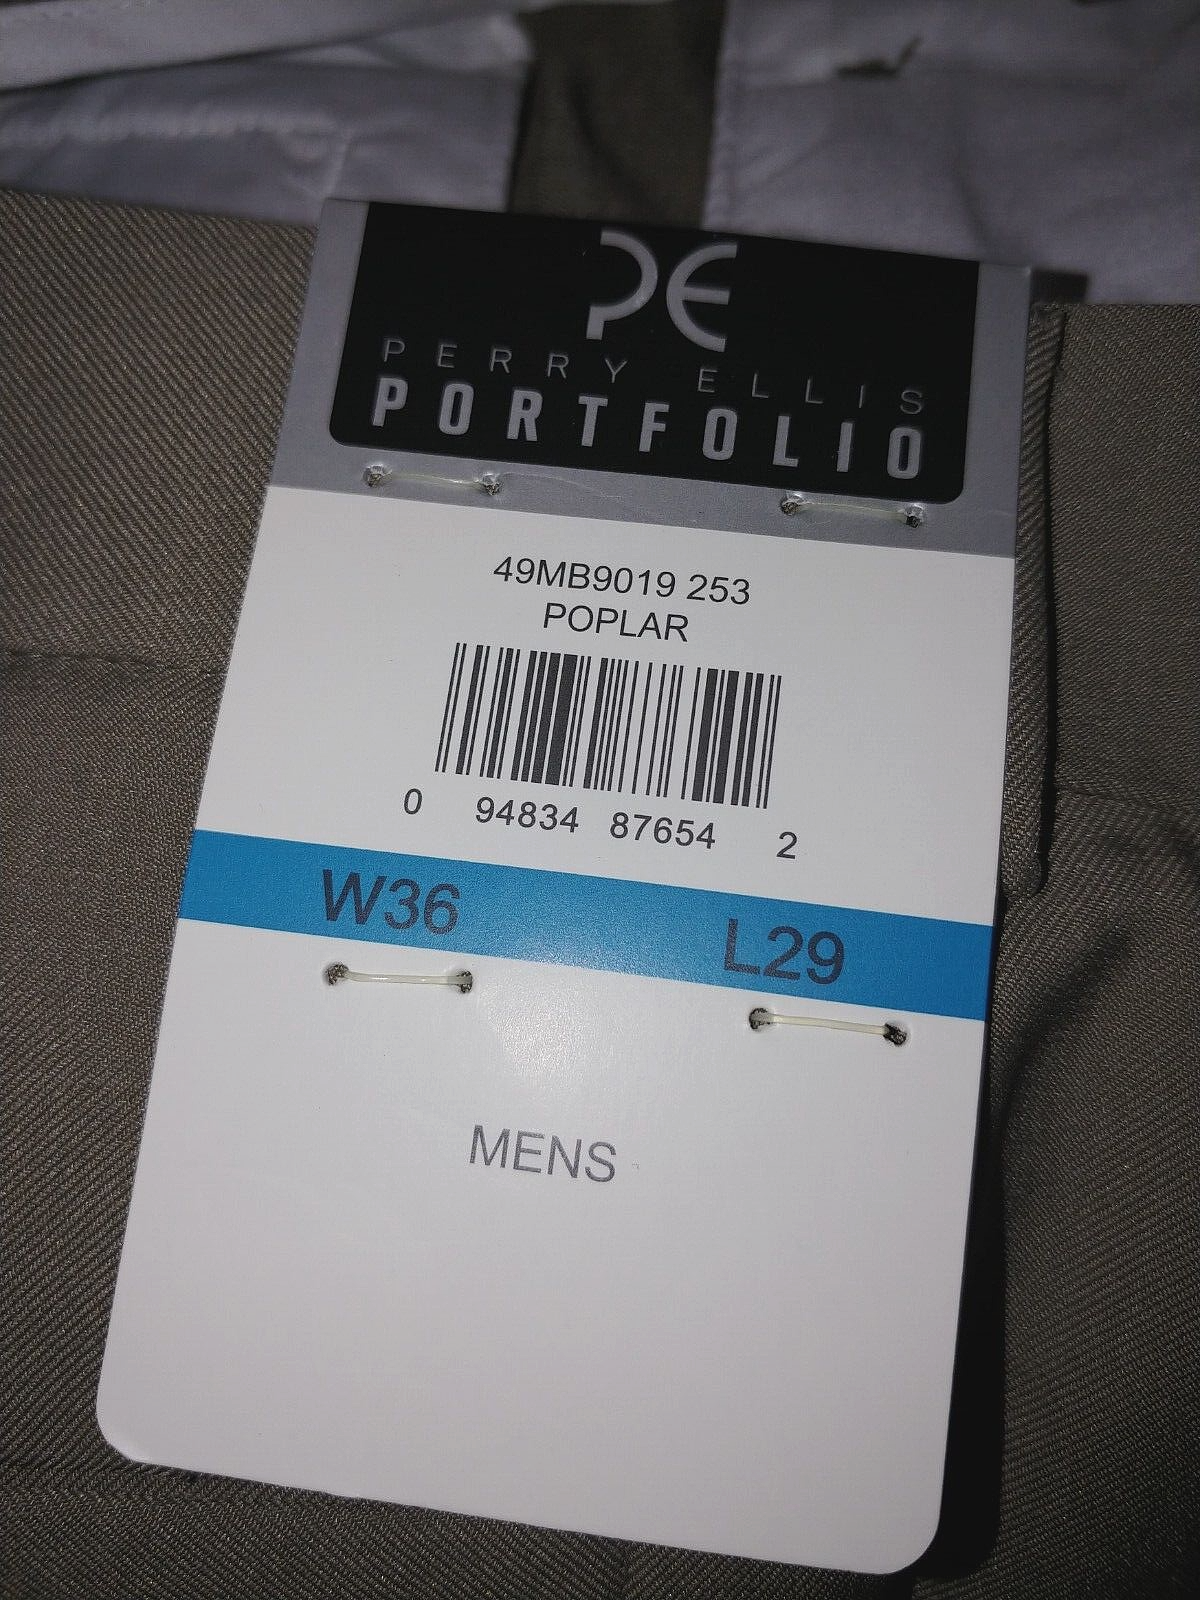 PE
PERRY ELLIS
PORTFOLIO
49MB9019 253
POPLAR
0 94834 87654 2
W36 L29
MENS